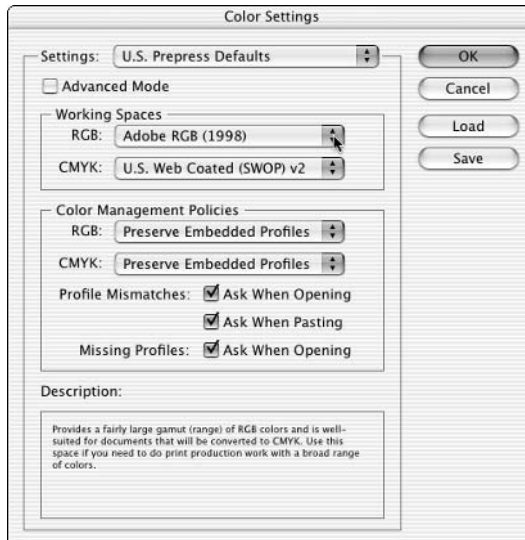 Color Settings
Settings: U.S. Prepress Defaults
OK
Advanced Mode
Cancel
Working Spaces
RGB: Adobe RGB (1998)
Load
CMYK: U.S. Web Coated (SWOP) v2
Save
Color Management Policies
RGB: Preserve Embedded Profiles
CMYK: Preserve Embedded Profiles
Profile Mismatches: Ask When Opening
Ask When Pasting
Missing Profiles: Ask When Opening
Description:
Provides a fairly large gamut (range) of RGB colors and is well-
suited for documents that will be converted to CMYK. Use this
space if you need to do print production work with a broad range
of colors.